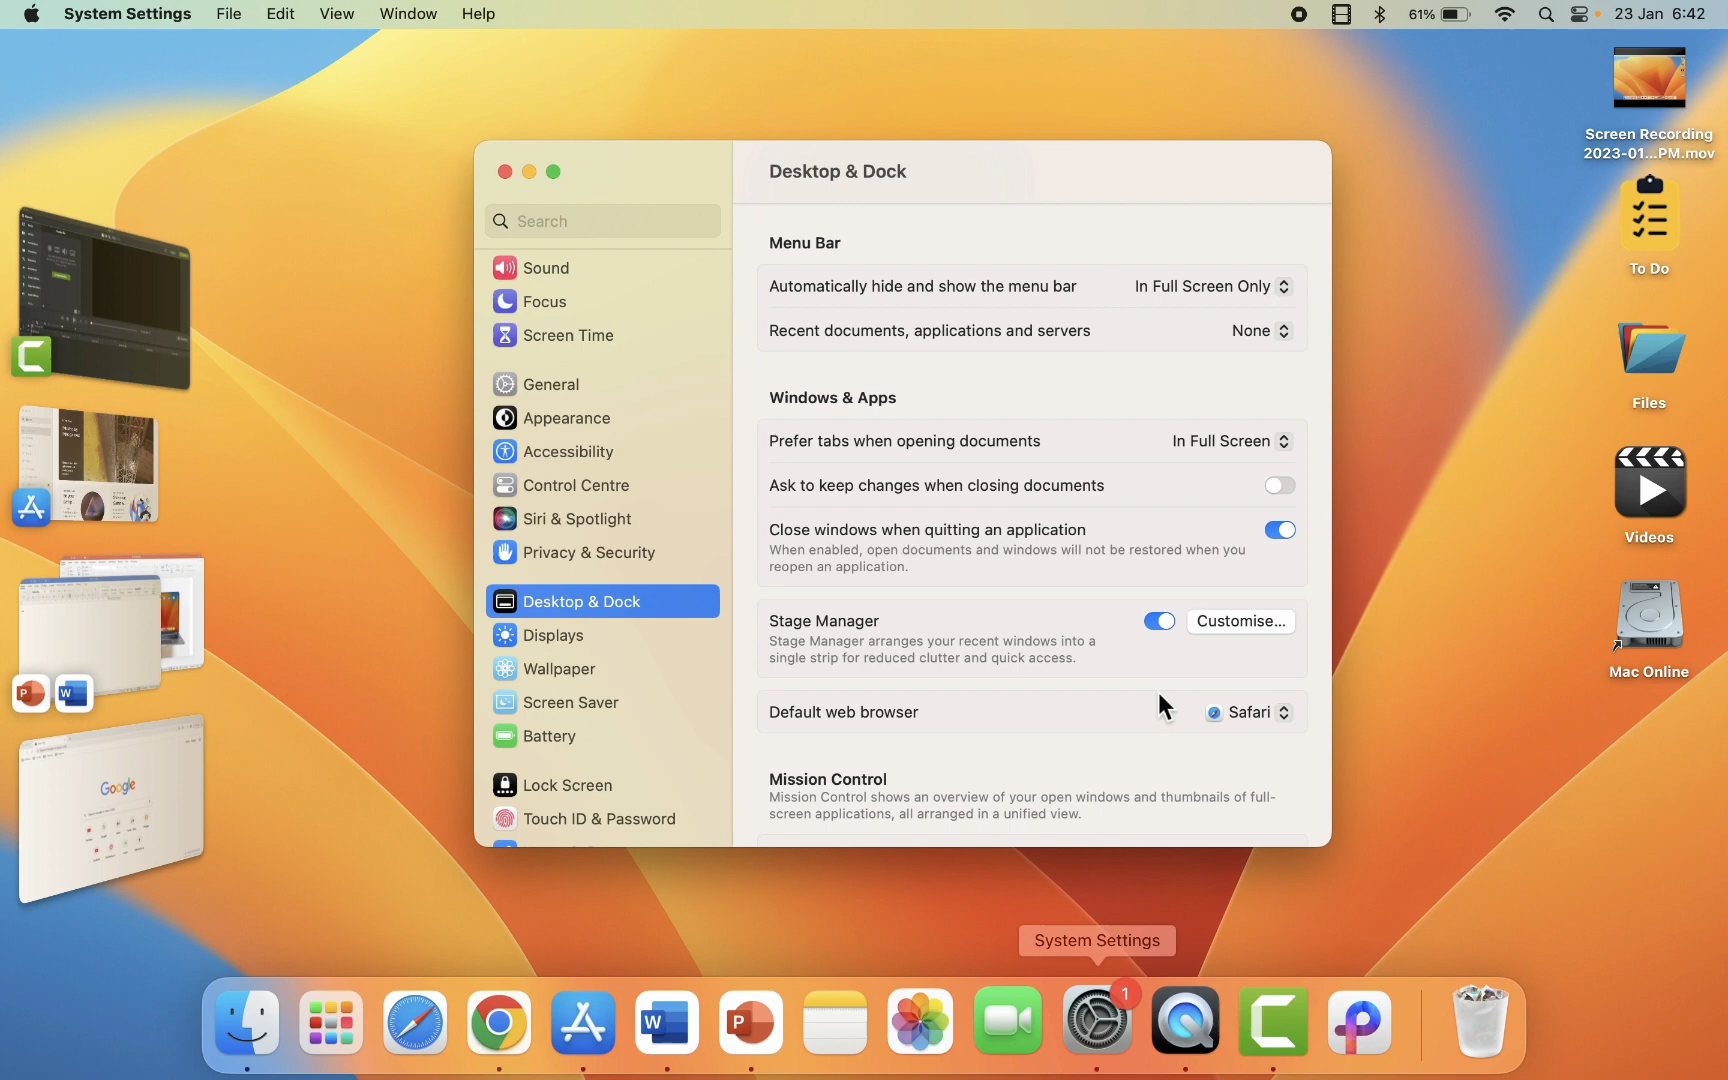 System Settings File Edit View Window Help
61% 23 Jan 6:42
Screen Recording
2023-01...PM.mov
To Do
Files
Videos
Mac Online
Google
Search
Sound
Focus
Screen Time
General
Appearance
Accessibility
Control Centre
Siri & Spotlight
Privacy & Security
Desktop & Dock
Displays
Wallpaper
Screen Saver
Battery
Lock Screen
Touch ID & Password
Desktop & Dock
Menu Bar
Automatically hide and show the menu bar In Full Screen Only
Recent documents, applications and servers None
Windows & Apps
Prefer tabs when opening documents In Full Screen
Ask to keep changes when closing documents
Close windows when quitting an application
When enabled, open documents and windows will not be restored when you
reopen an application.
Stage Manager Customise...
Stage Manager arranges your recent windows into a
single strip for reduced clutter and quick access.
Default web browser Safari
Mission Control
Mission Control shows an overview of your open windows and thumbnails of full-
screen applications, all arranged in a unified view.
System Settings
1
P W
W P